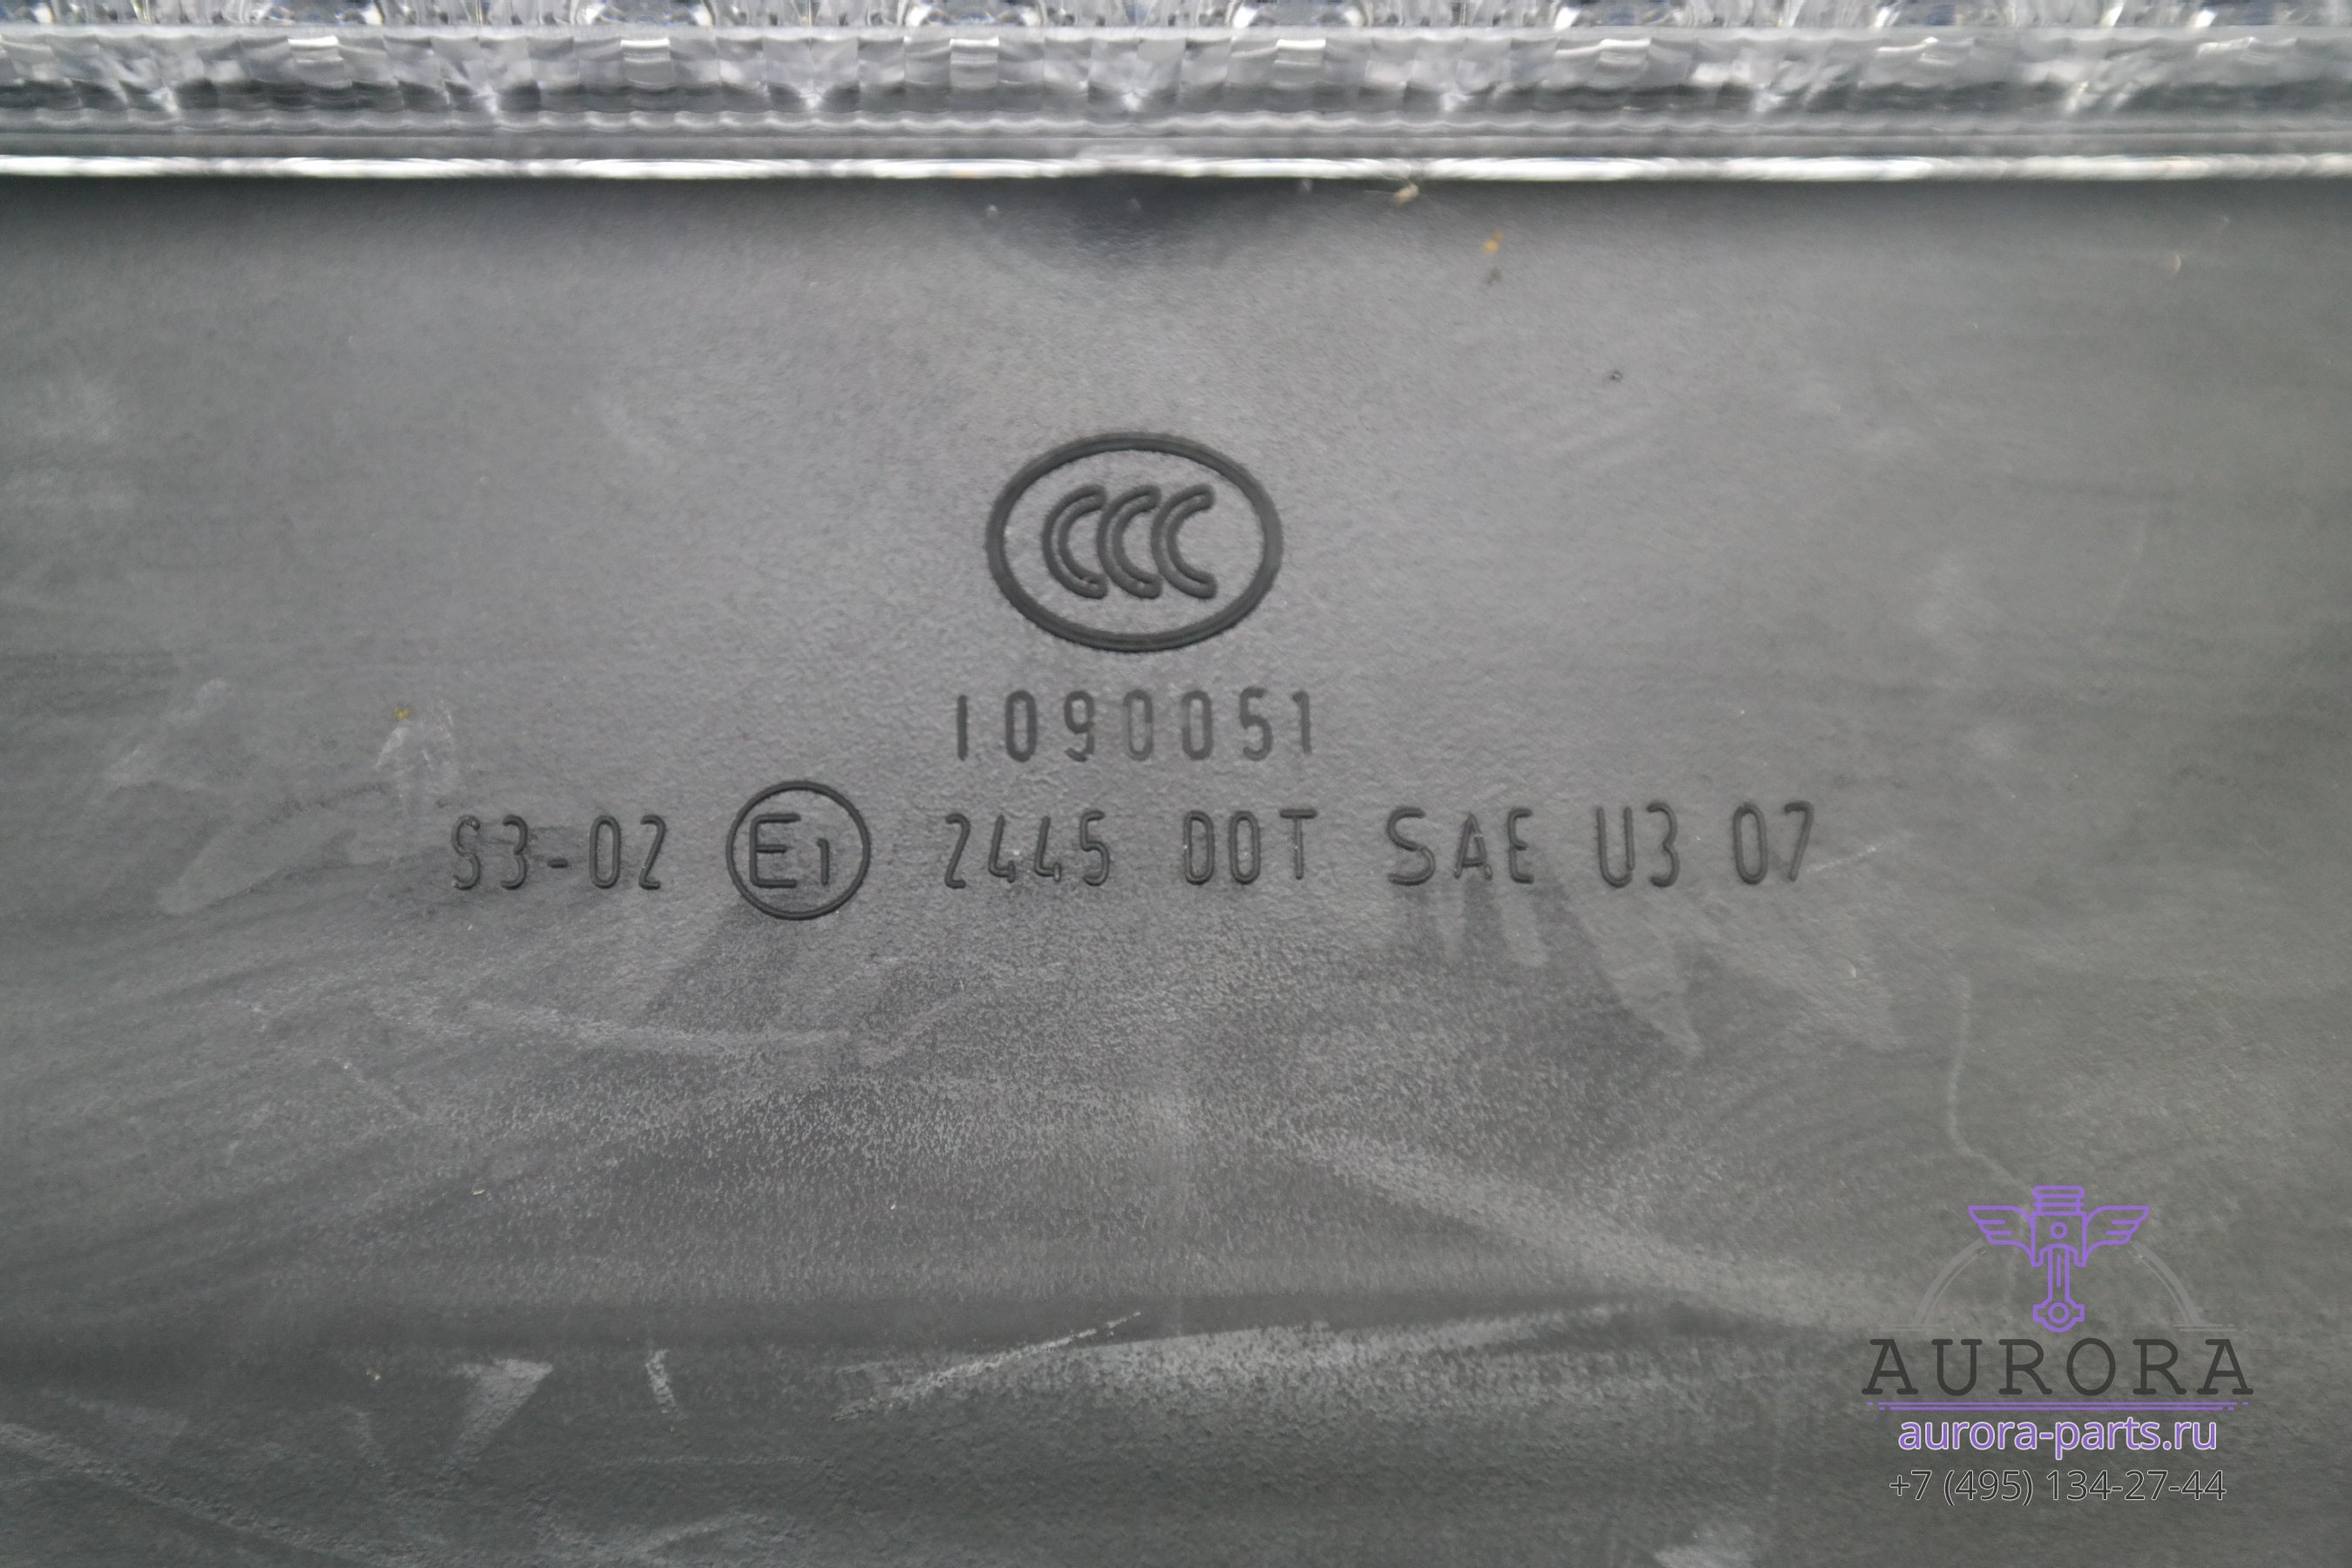 CCC
1090051
S3-02 E1 2445 DOT SAE U3 07
AURORA
aurora-parts.ru
+7 (495) 134-27-44